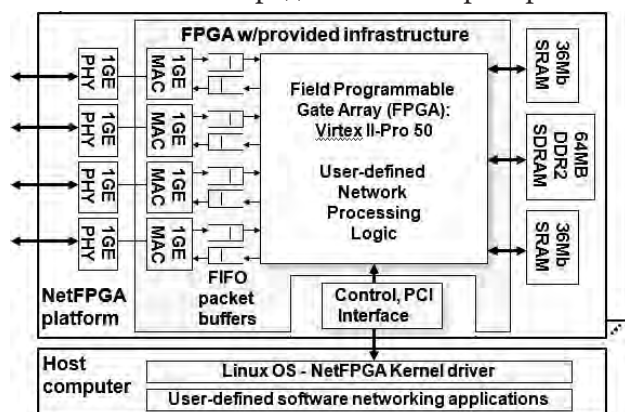 FPGA w/provided infrastructure
1GE
PHY
1GE
MAC
1GE
PHY
1GE
MAC
1GE
PHY
1GE
MAC
1GE
PHY
1GE
MAC
FIFO
packet
buffers
Field Programmable
Gate Array (FPGA):
Virtex II-Pro 50
User-defined
Network
Processing
Logic
36Mb
SRAM
64MB
DDR2
SDRAM
36Mb
SRAM
NetFPGA
platform
Control, PCI
Interface
Host
computer
Linux OS - NetFPGA Kernel driver
User-defined software networking applications